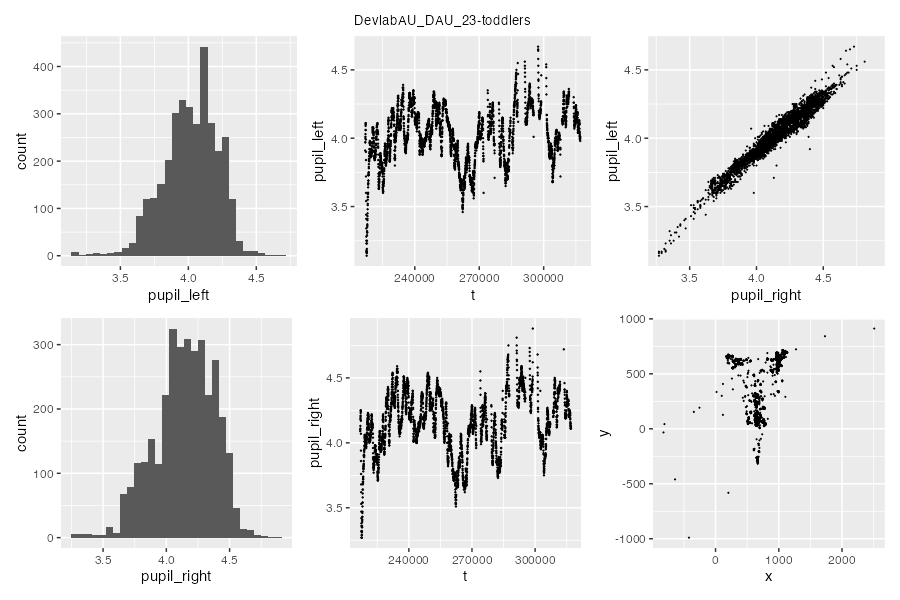 DevlabAU_DAU_23-toddlers
400
300
200
100
0
count
3.5 4.0 4.5
pupil_left
4.5
4.0
3.5
pupil_left
240000 270000 300000
t
4.5
4.0
3.5
pupil_left
3.5 4.0 4.5
pupil_right
300
200
100
0
count
3.5 4.0 4.5
pupil_right
4.5
4.0
3.5
pupil_right
240000 270000 300000
t
1000
500
0
-500
-1000
y
0 1000 2000
x